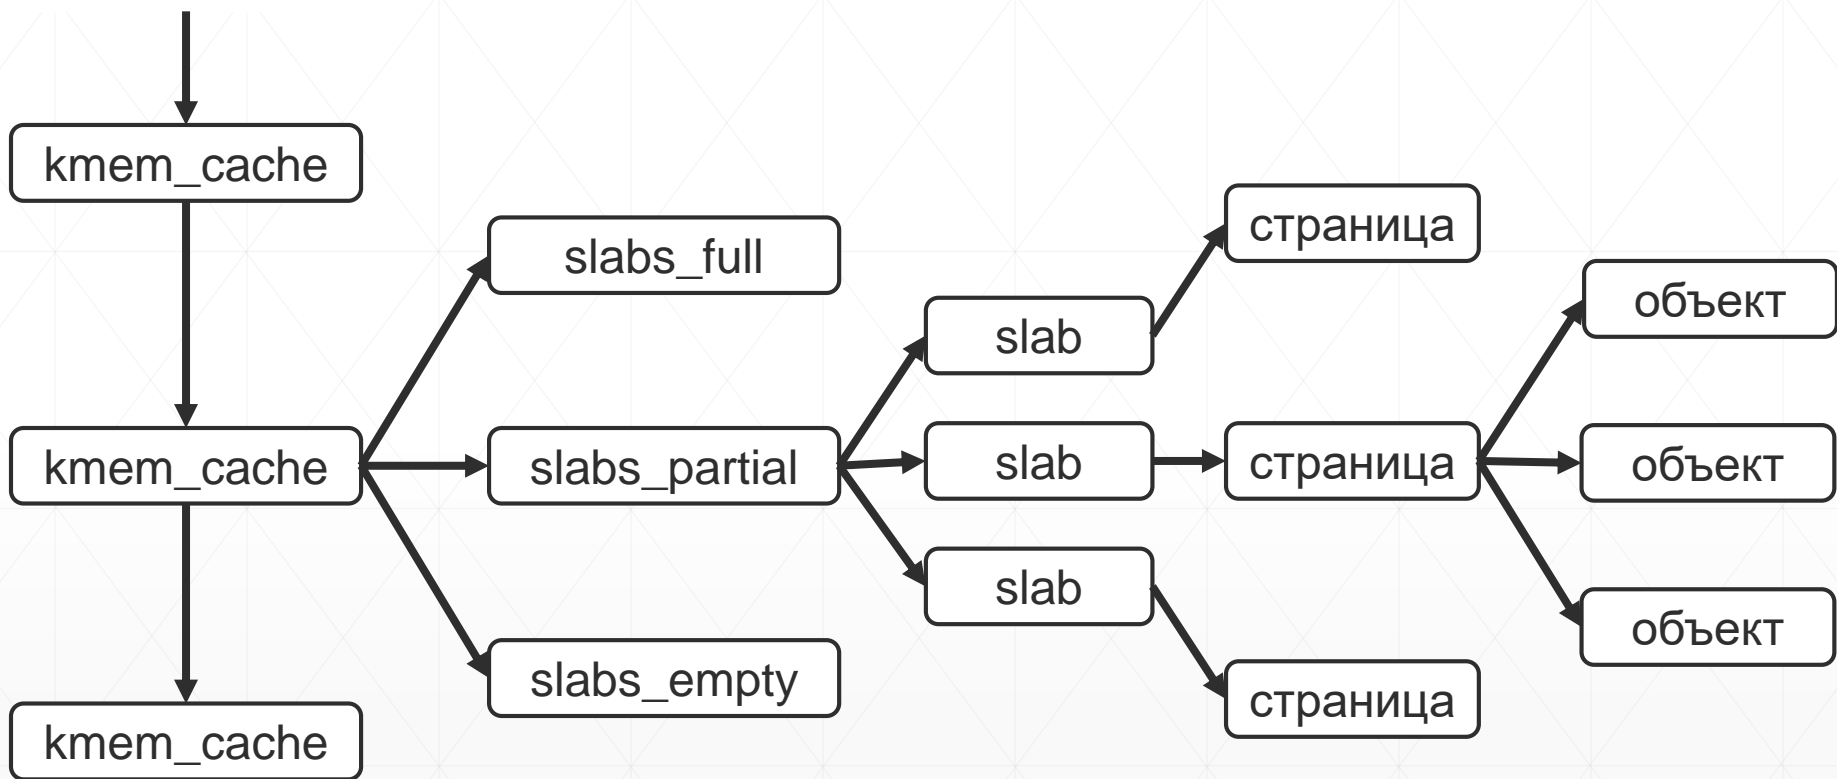 kmem_cache
kmem_cache
kmem_cache
slabs_full
slabs_partial
slabs_empty
slab
slab
slab
страница
страница
страница
объект
объект
объект